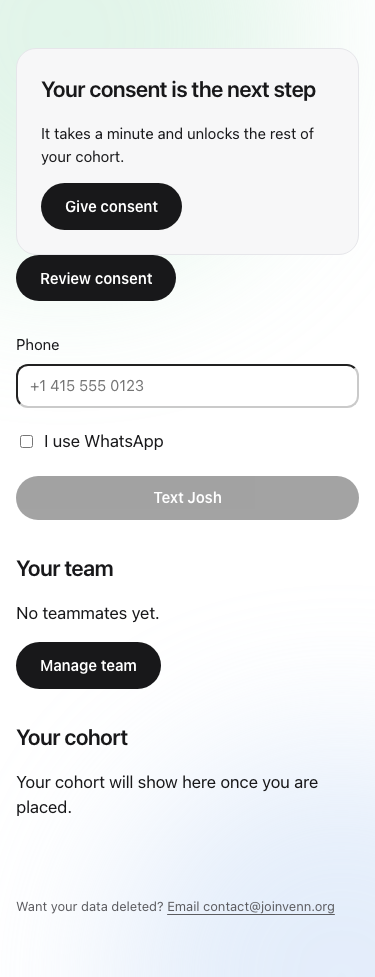 Your consent is the next step
It takes a minute and unlocks the rest of
your cohort.
Give consent
Review consent
Phone
+1 415 555 0123
I use WhatsApp
Text Josh
Your team
No teammates yet.
Manage team
Your cohort
Your cohort will show here once you are
placed.
Want your data deleted? Email contact@joinvenn.org